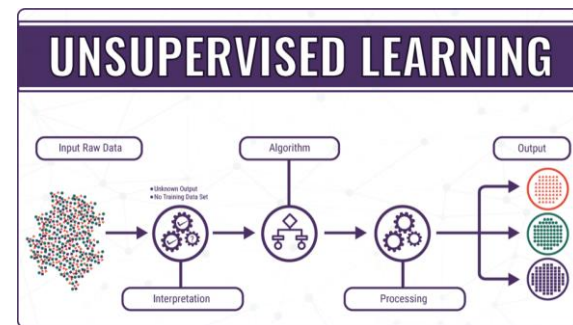 UNSUPERVISED LEARNING
Input Raw Data
Algorithm
Output
• Unknown Output
• No Training Data Set
Interpretation
Processing